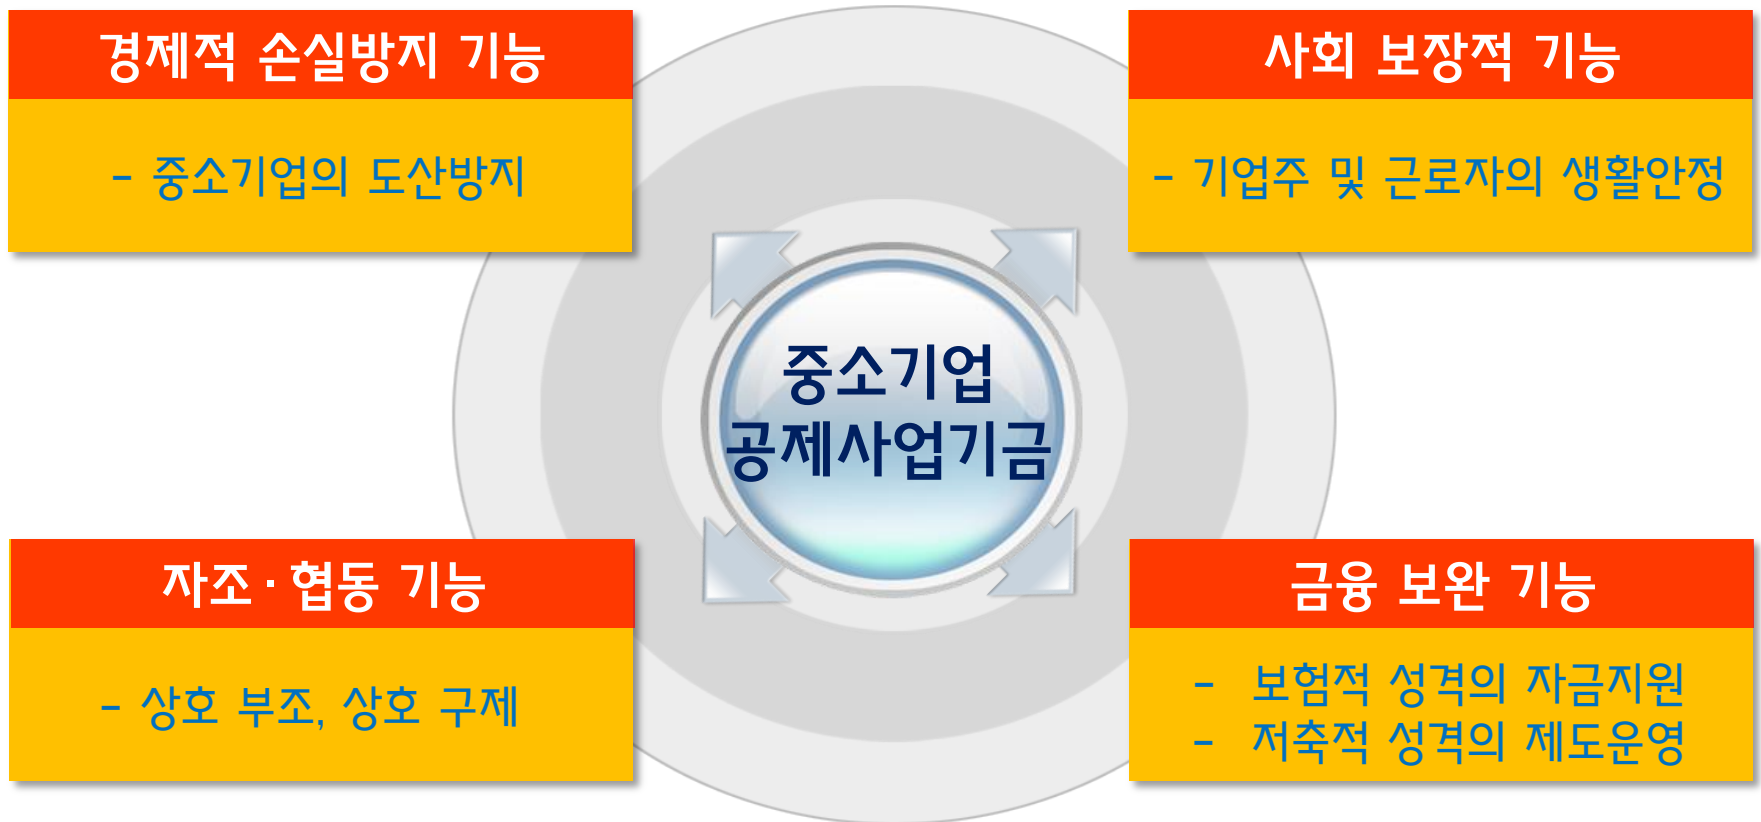 경제적 손실방지 기능
- 중소기업의 도산방지
사회 보장적 기능
- 기업주 및 근로자의 생활안정
중소기업
공제사업기금
자조·협동 기능
- 상호 부조, 상호 구제
금융 보완 기능
- 보험적 성격의 자금지원
- 저축적 성격의 제도운영